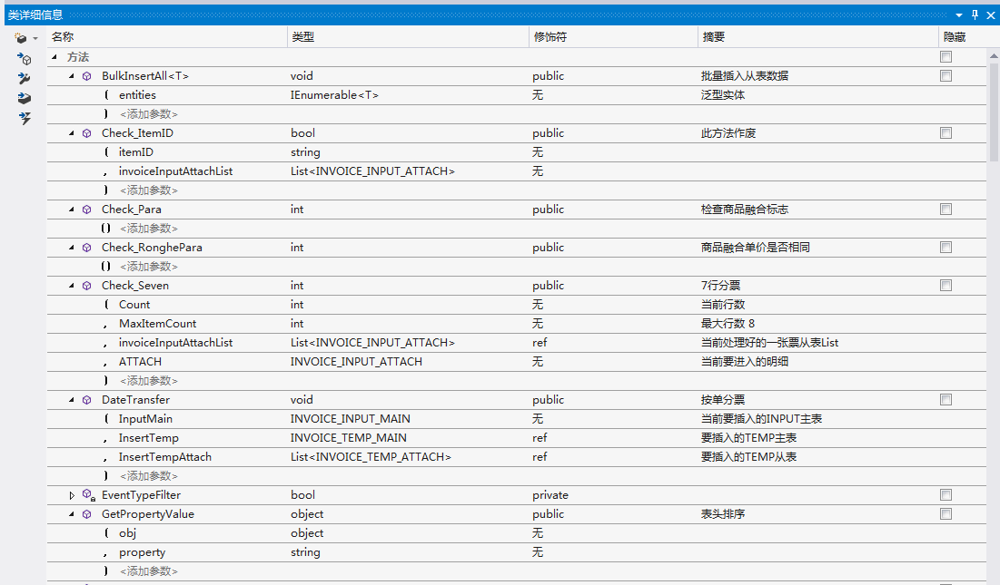 类详细信息
名称 类型 修饰符 摘要 隐藏
方法
BulkInsertAll<T> void public 批量插入从表数据
( entities IEnumerable<T> 无 泛型实体
) <添加参数>
Check_ItemID bool public 此方法作废
( itemID string 无
, invoiceInputAttachList List<INVOICE_INPUT_ATTACH> 无
) <添加参数>
Check_Para int public 检查商品融合标志
() <添加参数>
Check_RonghePara int public 商品融合单价是否相同
() <添加参数>
Check_Seven int public 7行分票
( Count int 无 当前行数
, MaxItemCount int 无 最大行数 8
, invoiceInputAttachList List<INVOICE_INPUT_ATTACH> ref 当前处理好的一张票从表List
, ATTACH INVOICE_INPUT_ATTACH 无 当前要进入的明细
) <添加参数>
DateTransfer void public 按单分票
( InputMain INVOICE_INPUT_MAIN 无 当前要插入的INPUT主表
, InsertTemp INVOICE_TEMP_MAIN ref 要插入的TEMP主表
, InsertTempAttach List<INVOICE_TEMP_ATTACH> ref 要插入的TEMP从表
) <添加参数>
EventTypeFilter bool private
GetPropertyValue object public 表头排序
( obj object 无
, property string 无
) <添加参数>